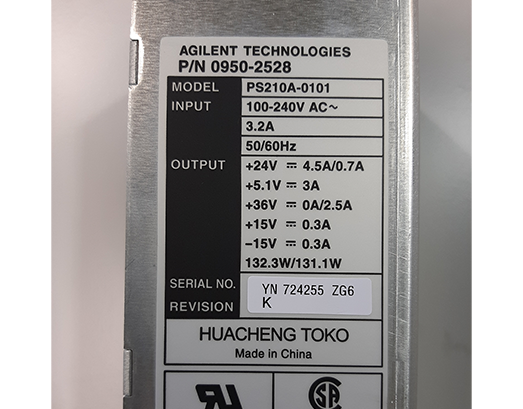 AGILENT TECHNOLOGIES
P/N 0950-2528
MODEL PS210A-0101
INPUT 100-240V AC~
3.2A
50/60Hz
OUTPUT +24V ⎓ 4.5A/0.7A
+5.1V ⎓ 3A
+36V ⎓ 0A/2.5A
+15V ⎓ 0.3A
−15V ⎓ 0.3A
132.3W/131.1W
SERIAL NO. YN 724255 ZG6
REVISION K
HUACHENG TOKO
Made in China